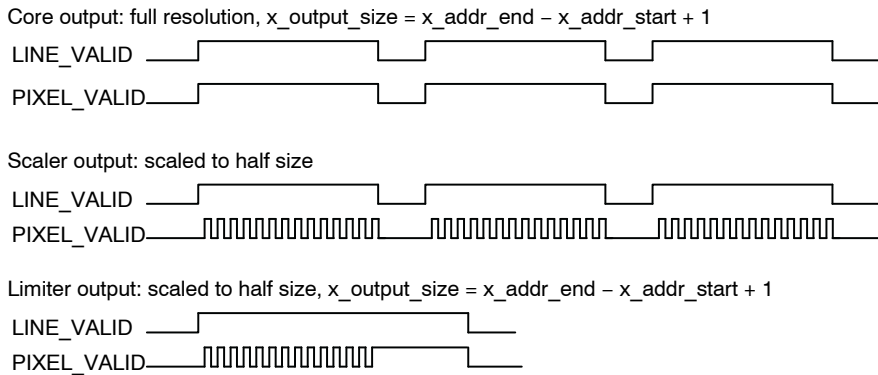 Core output: full resolution, x_output_size = x_addr_end − x_addr_start + 1
LINE_VALID
PIXEL_VALID
Scaler output: scaled to half size
LINE_VALID
PIXEL_VALID
Limiter output: scaled to half size, x_output_size = x_addr_end − x_addr_start + 1
LINE_VALID
PIXEL_VALID